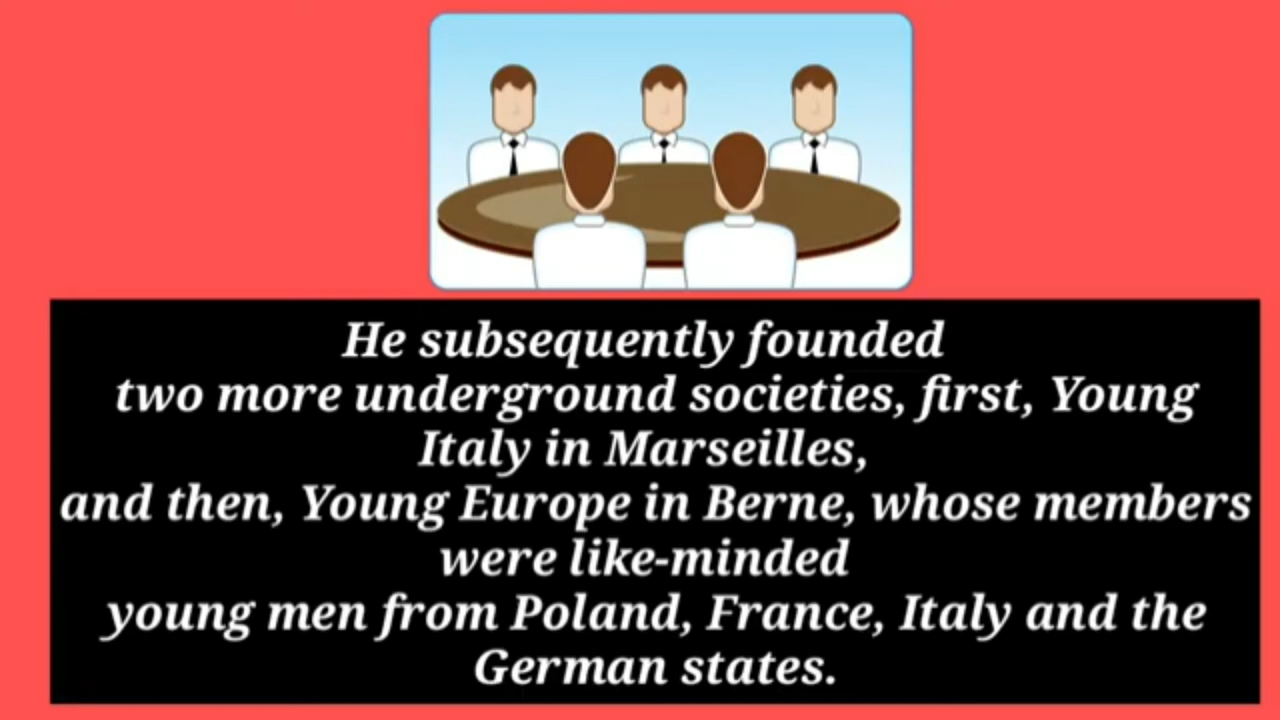 He subsequently founded
two more underground societies, first, Young
Italy in Marseilles,
and then, Young Europe in Berne, whose members
were like-minded
young men from Poland, France, Italy and the
German states.